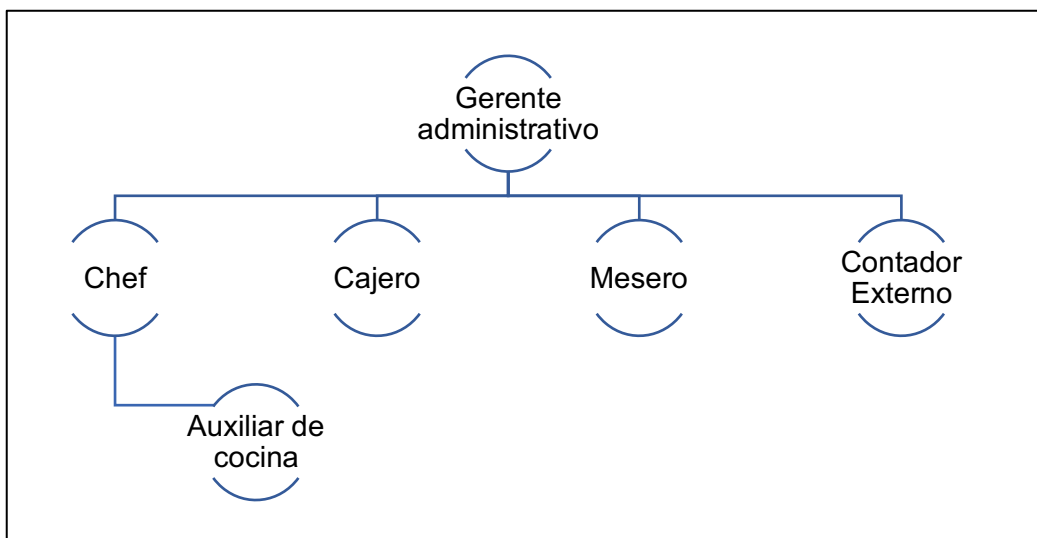 Gerente
administrativo
Chef
Cajero
Mesero
Contador
Externo
Auxiliar de
cocina